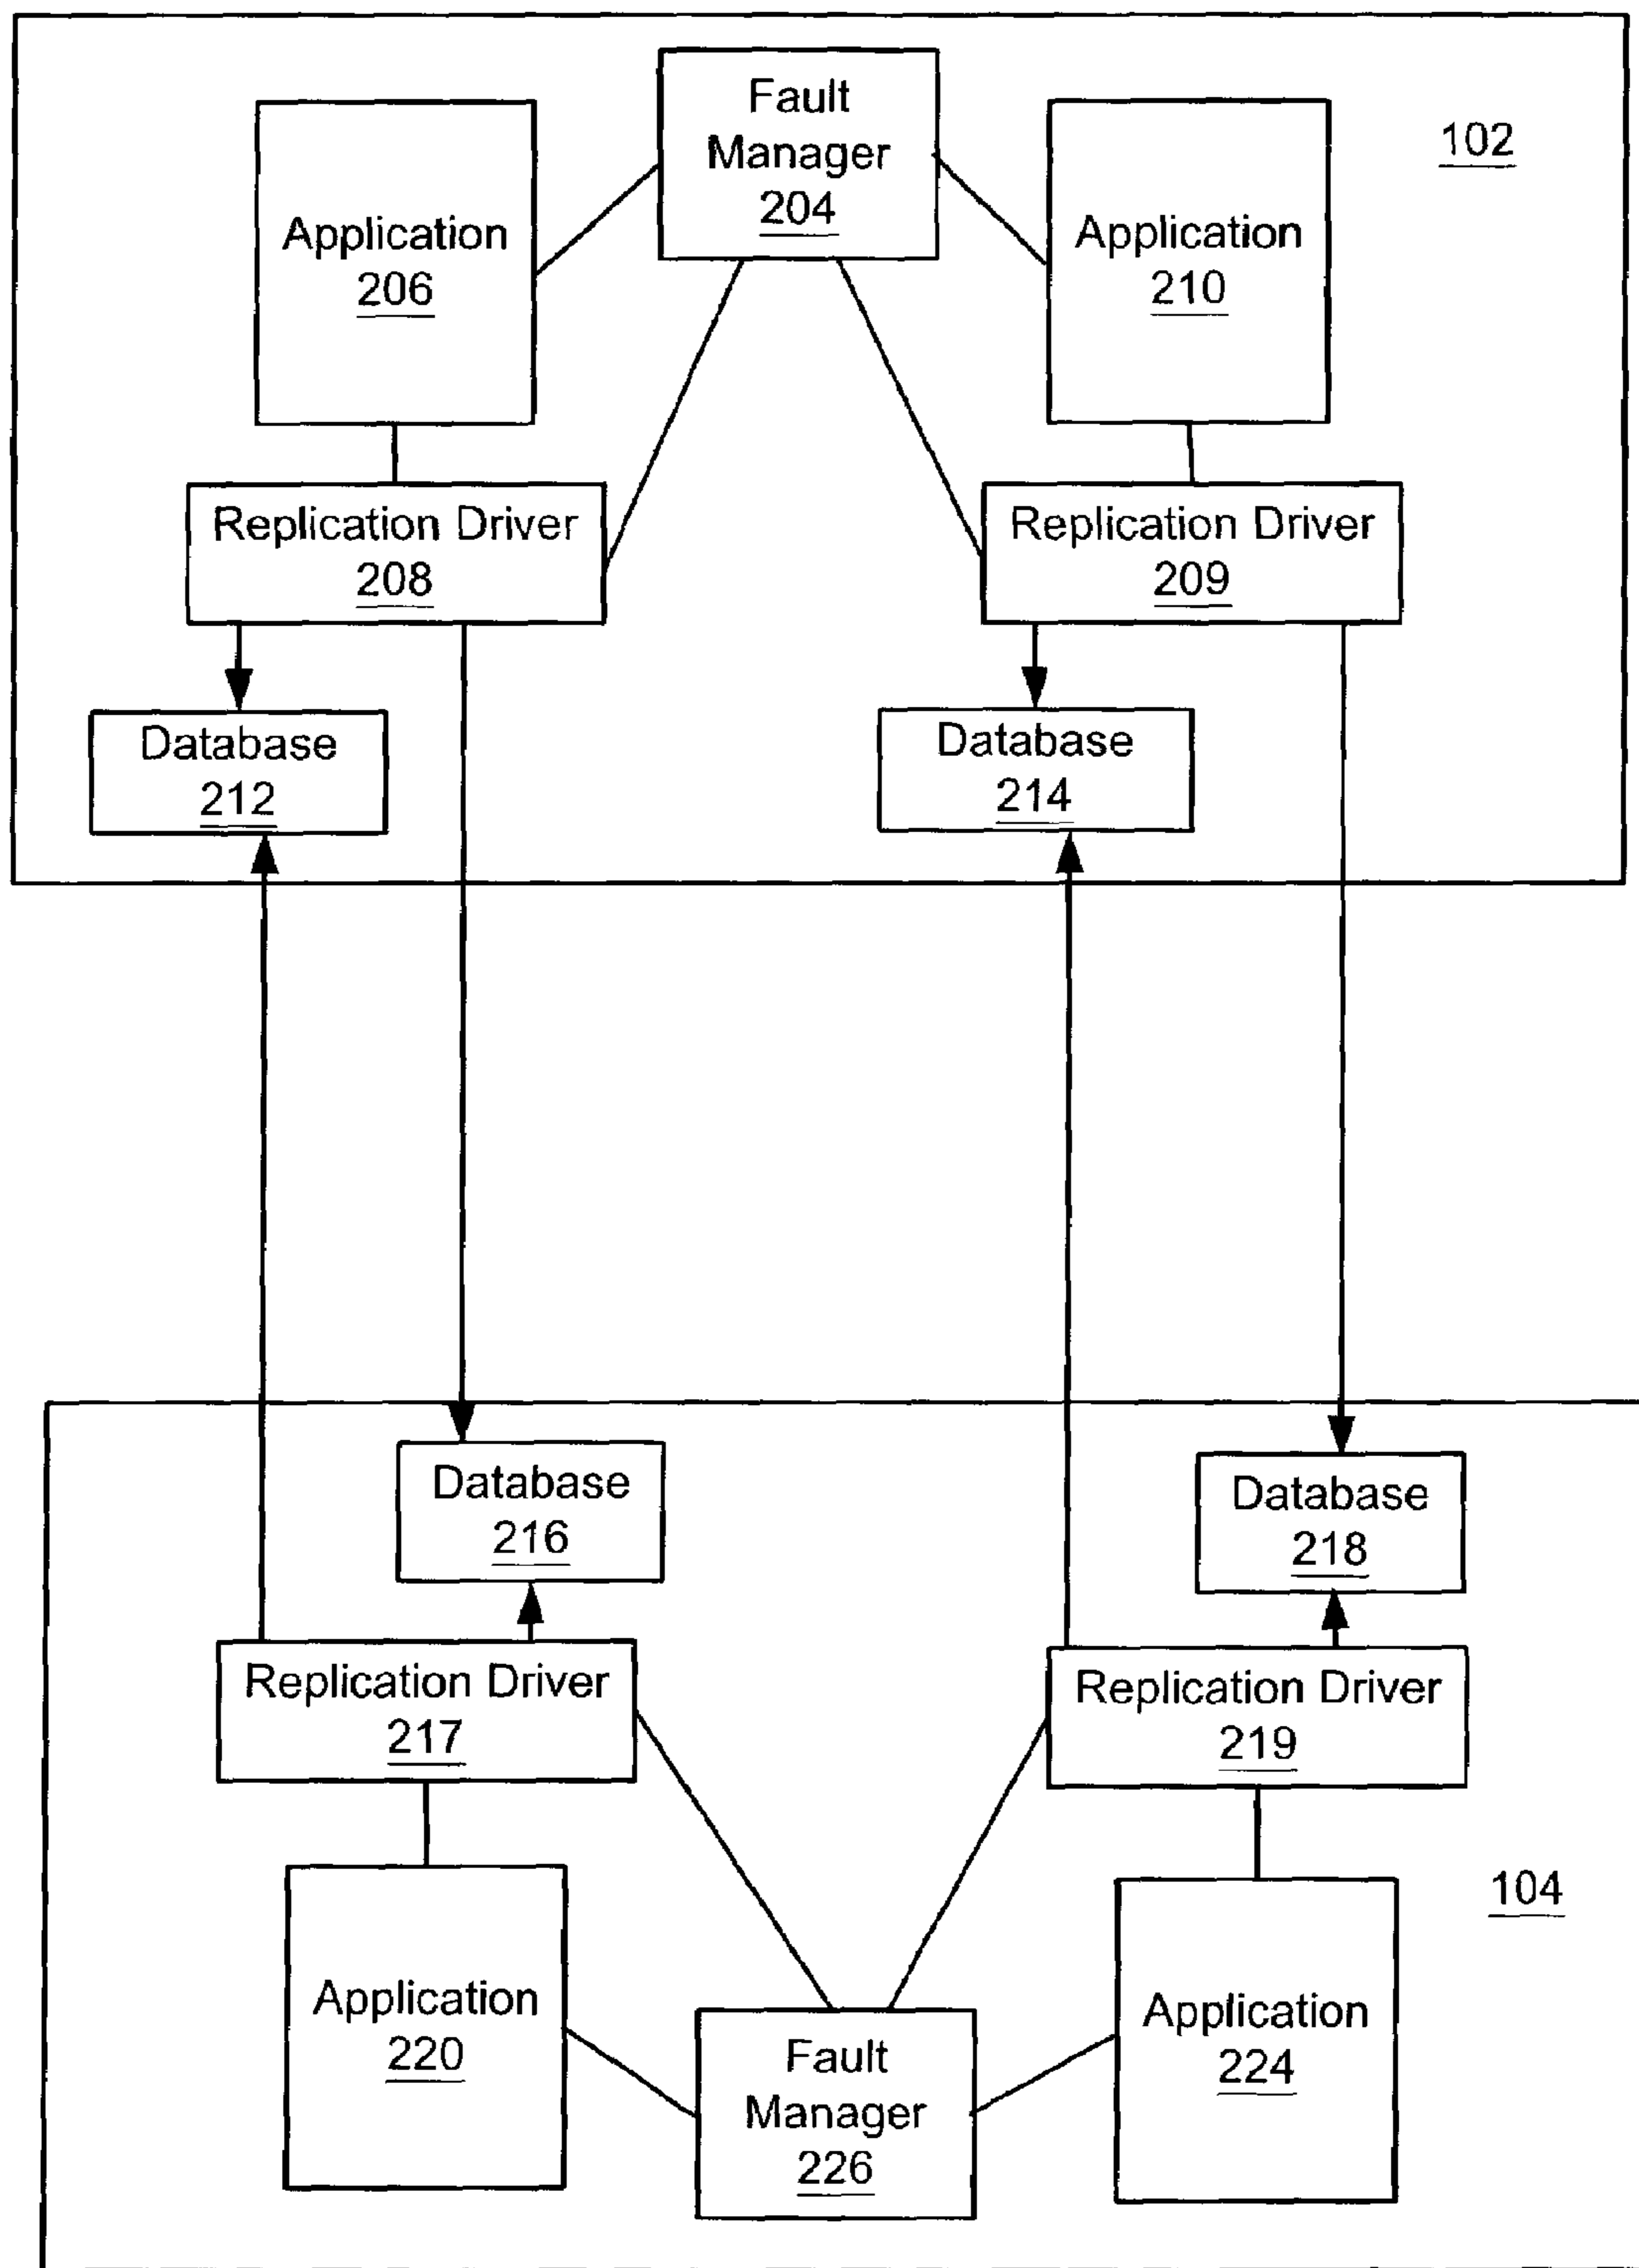 Fault
Manager
204
102
Application
206
Application
210
Replication Driver
208
Replication Driver
209
Database
212
Database
214
Database
216
Database
218
Replication Driver
217
Replication Driver
219
104
Application
220
Application
224
Fault
Manager
226